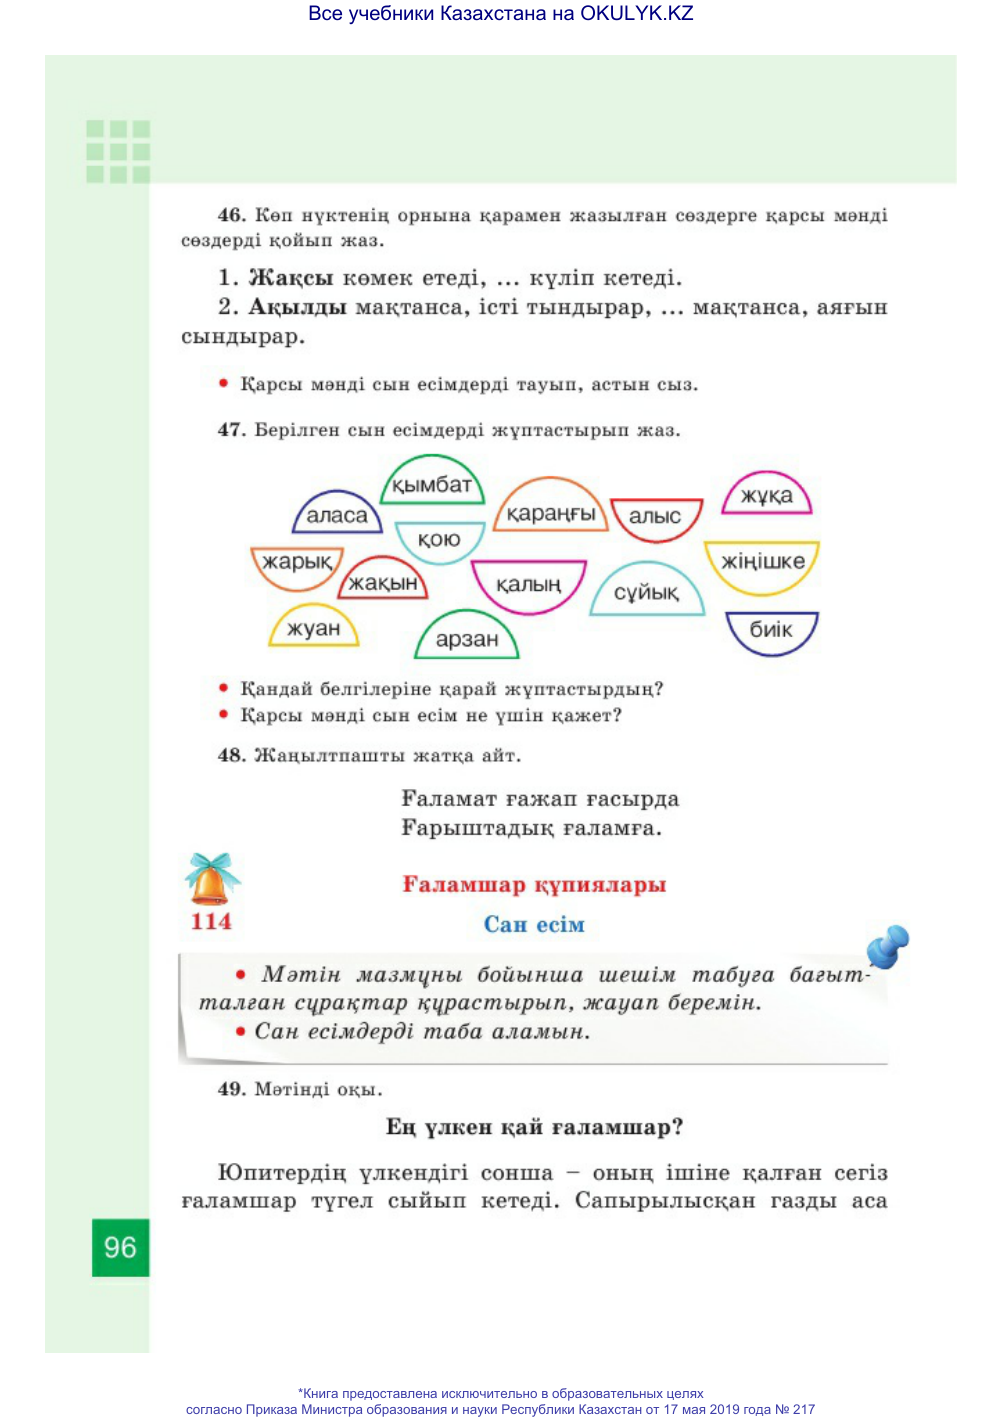 Все учебники Казахстана на OKULYK.KZ
46. Көп нүктенің орнына қарамен жазылған сөздерге қарсы мәнді
сөздерді қойып жаз.
1. Жақсы көмек етеді, ... күліп кетеді.
2. Ақылды мақтанса, істі тындырар, ... мақтанса, аяғын
сындырар.
• Қарсы мәнді сын есімдерді тауып, астын сыз.
47. Берілген сын есімдерді жұптастырып жаз.
қымбат
жұқа
аласа
қараңғы
алыс
қою
жарық
жақын
қалың
сұйық
жіңішке
жуан
арзан
биік
• Қандай белгілеріне қарай жұптастырдың?
• Қарсы мәнді сын есім не үшін қажет?
48. Жаңылтпашты жатқа айт.
Ғаламат ғажап ғасырда
Ғарыштадық ғаламға.
Ғаламшар құпиялары
114
Сан есім
• Мәтін мазмұны бойынша шешім табуға бағыт-
талған сұрақтар құрастырып, жауап беремін.
• Сан есімдерді таба аламын.
49. Мәтінді оқы.
Ең үлкен қай ғаламшар?
Юпитердің үлкендігі сонша – оның ішіне қалған сегіз
ғаламшар түгел сыйып кетеді. Сапырылысқан газды аса
96
*Книга предоставлена исключительно в образовательных целях
согласно Приказа Министра образования и науки Республики Казахстан от 17 мая 2019 года № 217